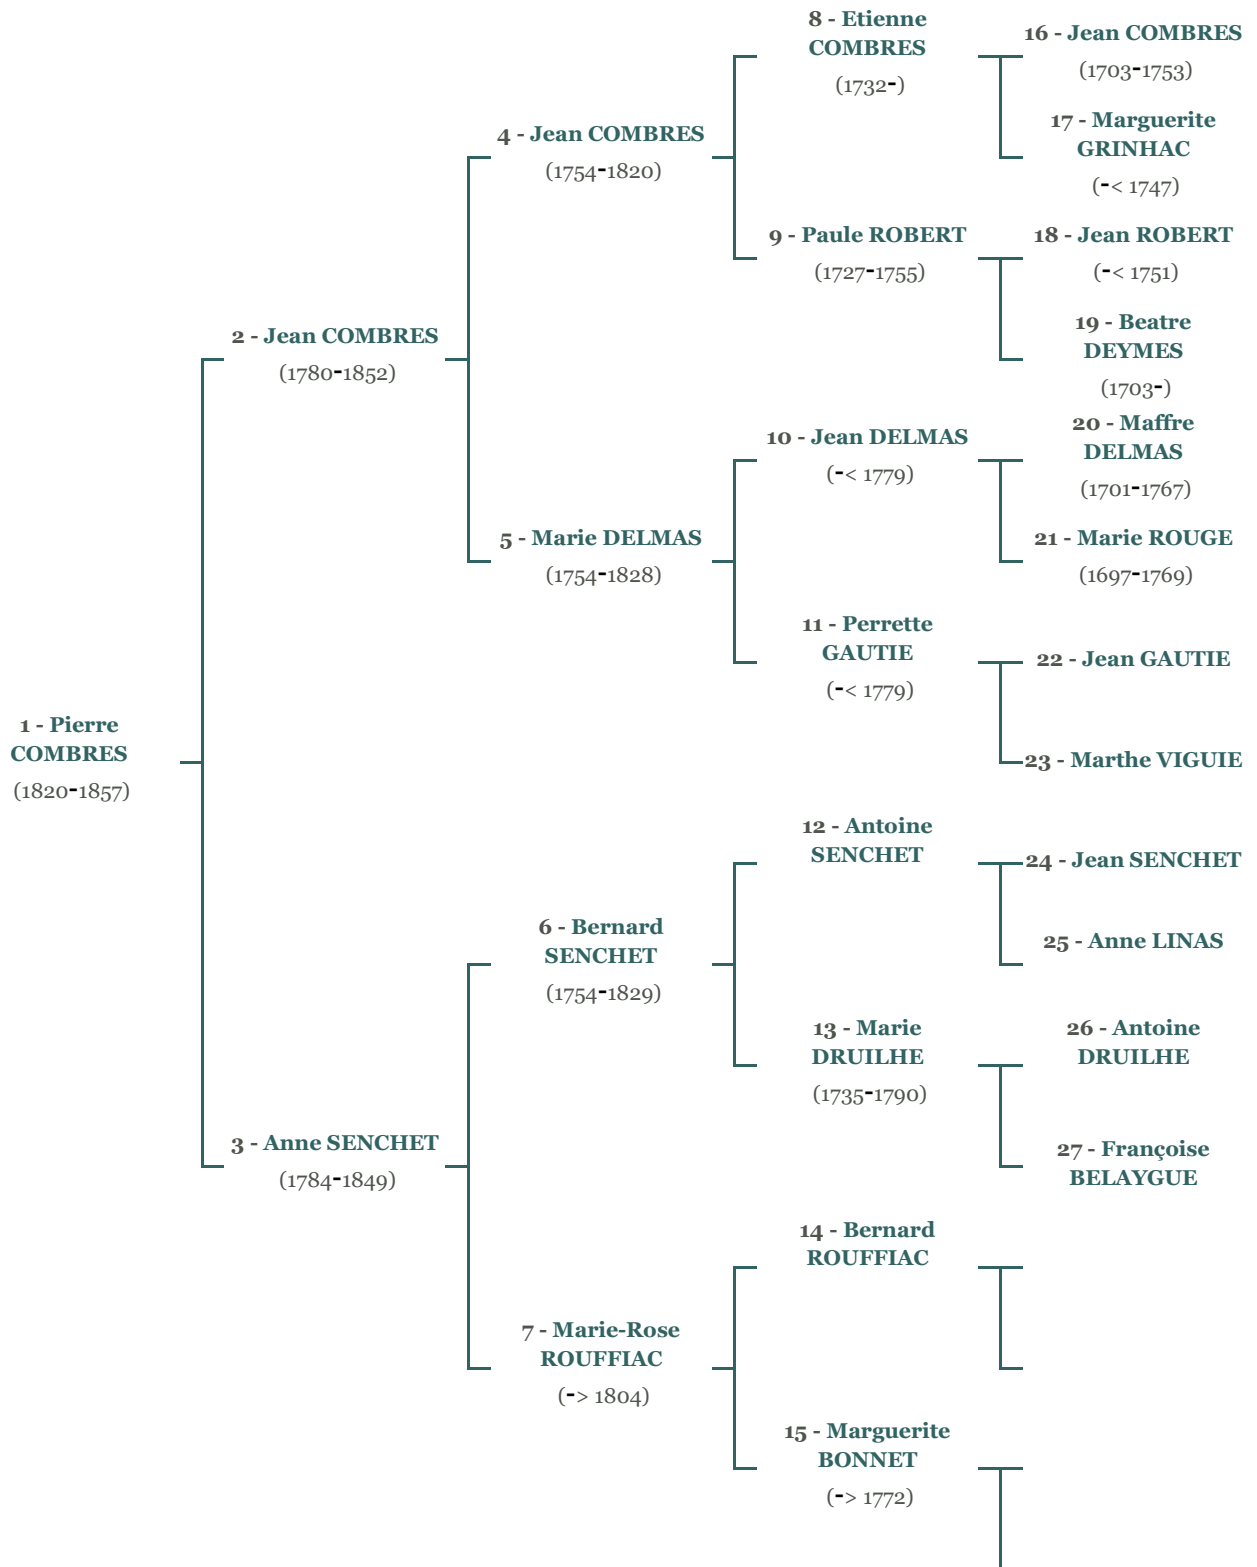 8 - Etienne
COMBRES
(1732-)
16 - Jean COMBRES
(1703-1753)
17 - Marguerite
GRINHAC
(-< 1747)
4 - Jean COMBRES
(1754-1820)
9 - Paule ROBERT
(1727-1755)
18 - Jean ROBERT
(-< 1751)
19 - Beatre
DEYMES
(1703-)
2 - Jean COMBRES
(1780-1852)
10 - Jean DELMAS
(-< 1779)
20 - Maffre
DELMAS
(1701-1767)
5 - Marie DELMAS
(1754-1828)
21 - Marie ROUGE
(1697-1769)
11 - Perrette
GAUTIE
(-< 1779)
22 - Jean GAUTIE
23 - Marthe VIGUIE
1 - Pierre
COMBRES
(1820-1857)
12 - Antoine
SENCHET
24 - Jean SENCHET
25 - Anne LINAS
6 - Bernard
SENCHET
(1754-1829)
13 - Marie
DRUILHE
(1735-1790)
26 - Antoine
DRUILHE
27 - Françoise
BELAYGUE
3 - Anne SENCHET
(1784-1849)
14 - Bernard
ROUFFIAC
7 - Marie-Rose
ROUFFIAC
(-> 1804)
15 - Marguerite
BONNET
(-> 1772)